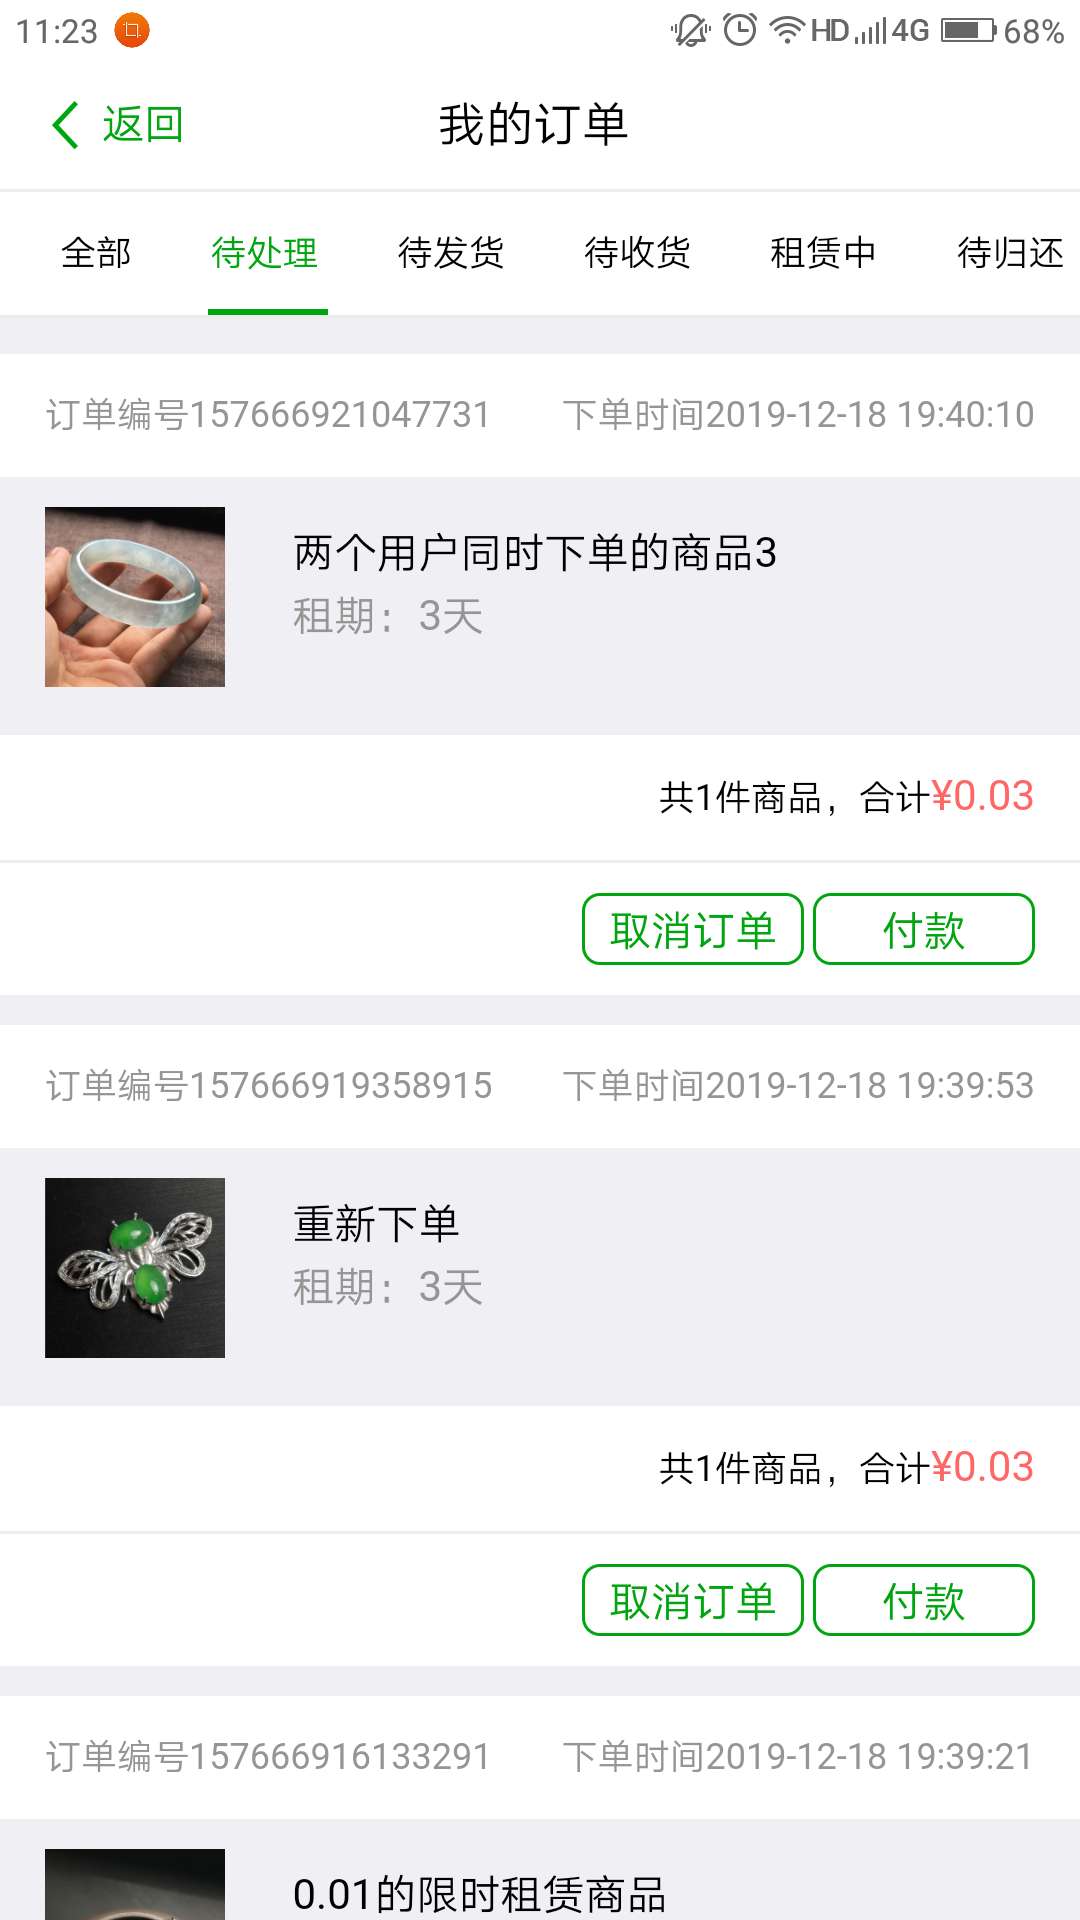 11:23 HD 4G 68%
返回 我的订单
全部 待处理 待发货 待收货 租赁中 待归还
订单编号157666921047731 下单时间2019-12-18 19:40:10
两个用户同时下单的商品3
租期：3天
共1件商品，合计¥0.03
取消订单 付款
订单编号157666919358915 下单时间2019-12-18 19:39:53
重新下单
租期：3天
共1件商品，合计¥0.03
取消订单 付款
订单编号157666916133291 下单时间2019-12-18 19:39:21
0.01的限时租赁商品